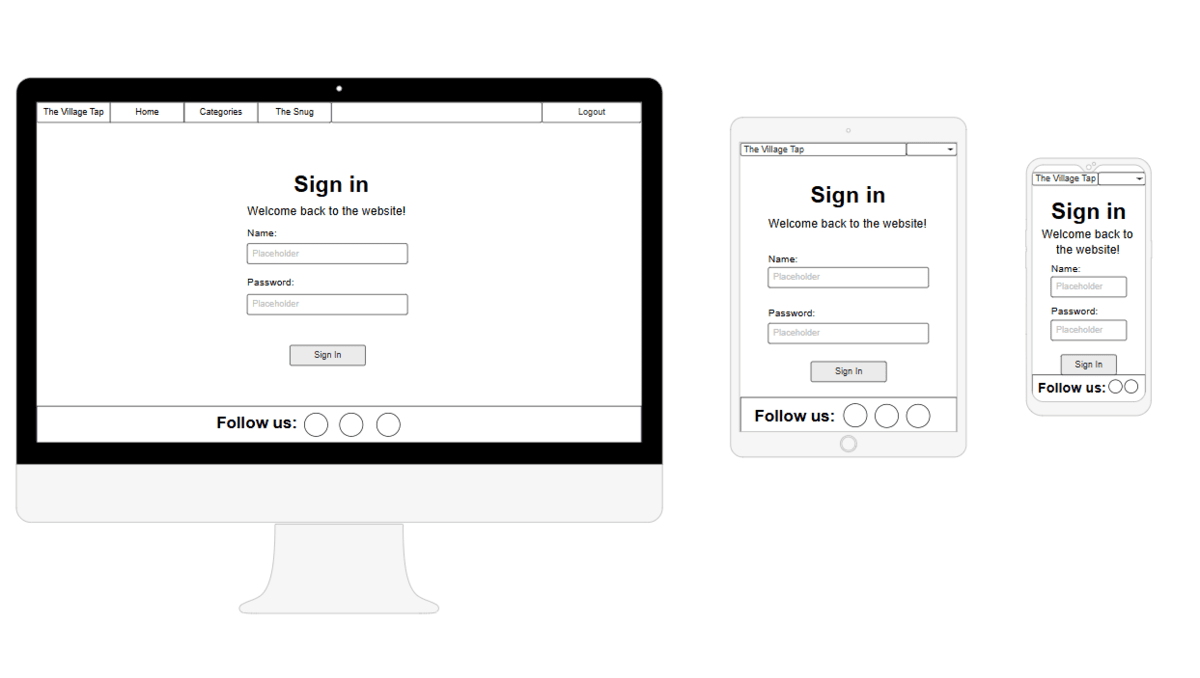 The Village Tap Home Categories The Snug Logout
Sign in
Welcome back to the website!
Name:
Placeholder
Password:
Placeholder
Sign In
Follow us:
The Village Tap
Sign in
Welcome back to the website!
Name:
Placeholder
Password:
Placeholder
Sign In
Follow us:
The Village Tap
Sign in
Welcome back to
the website!
Name:
Placeholder
Password:
Placeholder
Sign In
Follow us: